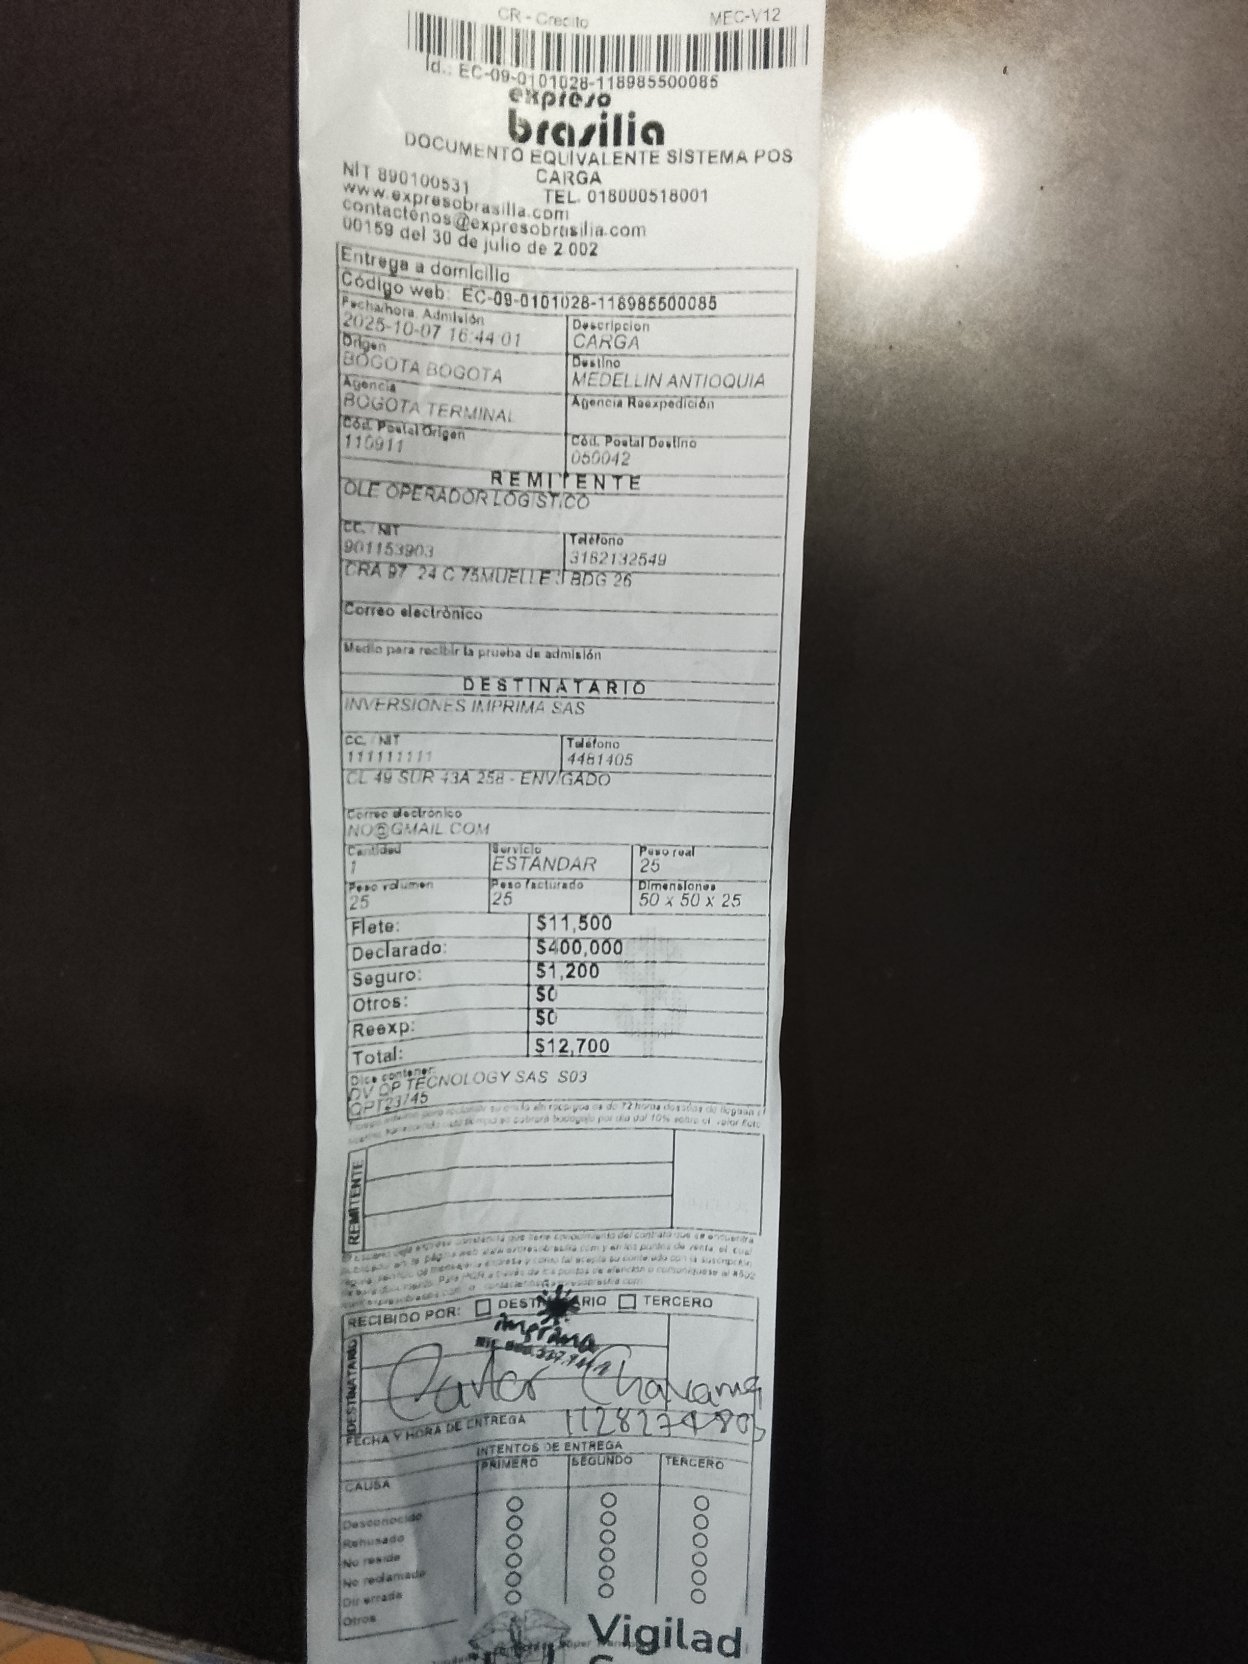 CR - Credito MEC-V12
Id.: EC-09-0101028-118985500085
expreso
brasilia
DOCUMENTO EQUIVALENTE SISTEMA POS
CARGA
NIT 890100531 TEL. 018000518001
www.expresobrasilia.com
contactenos@expresobrasilia.com
00159 del 30 de julio de 2.002
Entrega a domicilio
Código web: EC-09-0101028-118985500085
Fecha/hora. Admisión Descripcion
2025-10-07 16:44:01 CARGA
Origen Destino
BOGOTA BOGOTA MEDELLIN ANTIOQUIA
Agencia Agencia Reexpedición
BOGOTA TERMINAL
Cód. Postal Origen Cód. Postal Destino
110911 050042
REMITENTE
OLE OPERADOR LOGISTICO
CC. / NIT Teléfono
901153903 3182132549
CRA 97 24 C 75MUELLE J BDG 26
Correo electrónico
Medio para recibir la prueba de admisión
DESTINATARIO
INVERSIONES IMPRIMA SAS
CC. / NIT Teléfono
111111111 4481405
CL 49 SUR 43A 258 - ENVIGADO
Correo electrónico
NO@GMAIL.COM
Cantidad Servicio Peso real
1 ESTANDAR 25
Peso volumen Peso facturado Dimensiones
25 25 50 x 50 x 25
Flete: $11,500
Declarado: $400,000
Seguro: $1,200
Otros: $0
Reexp: $0
Total: $12,700
Dice contener:
DV QP TECNOLOGY SAS S03
QPT23745
REMITENTE
RECIBIDO POR: DESTINATARIO TERCERO
DESTINATARIO
1128274803
FECHA Y HORA DE ENTREGA
INTENTOS DE ENTREGA
CAUSA PRIMERO SEGUNDO TERCERO
Desconocido
Rehusado
No reside
No reclamado
Dir errada
Otros
Vigilad